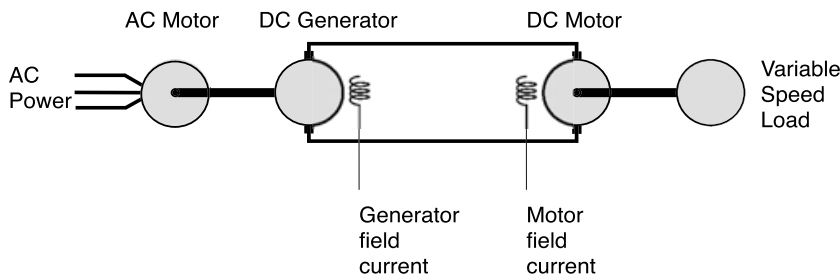 AC Motor
DC Generator
DC Motor
AC
Power
Variable
Speed
Load
Generator
field
current
Motor
field
current